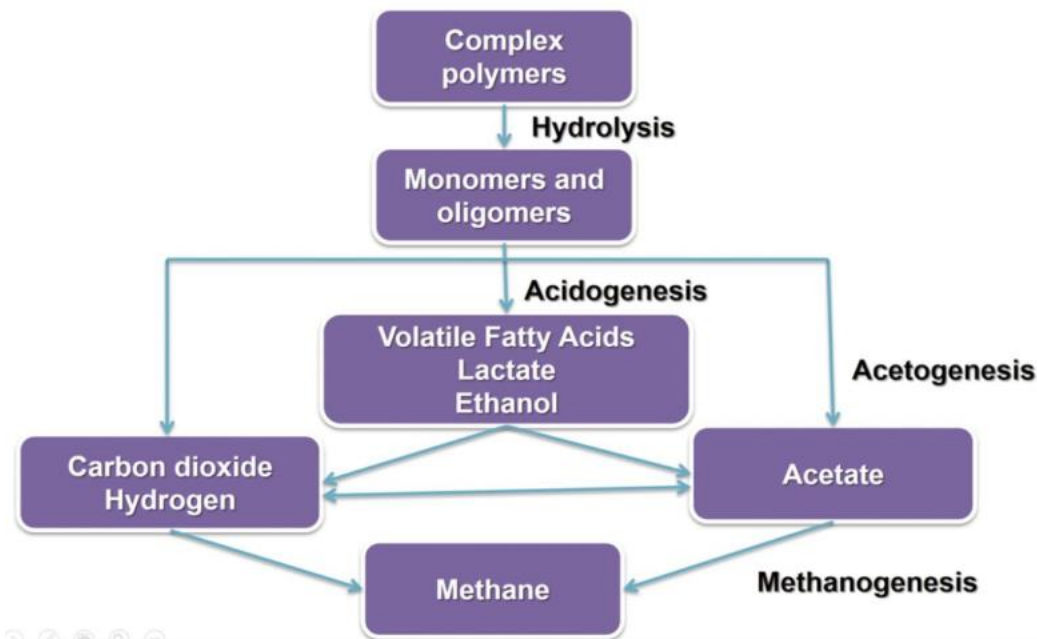 Complex
polymers
Hydrolysis
Monomers and
oligomers
Acidogenesis
Volatile Fatty Acids
Lactate
Ethanol
Acetogenesis
Carbon dioxide
Hydrogen
Acetate
Methane
Methanogenesis